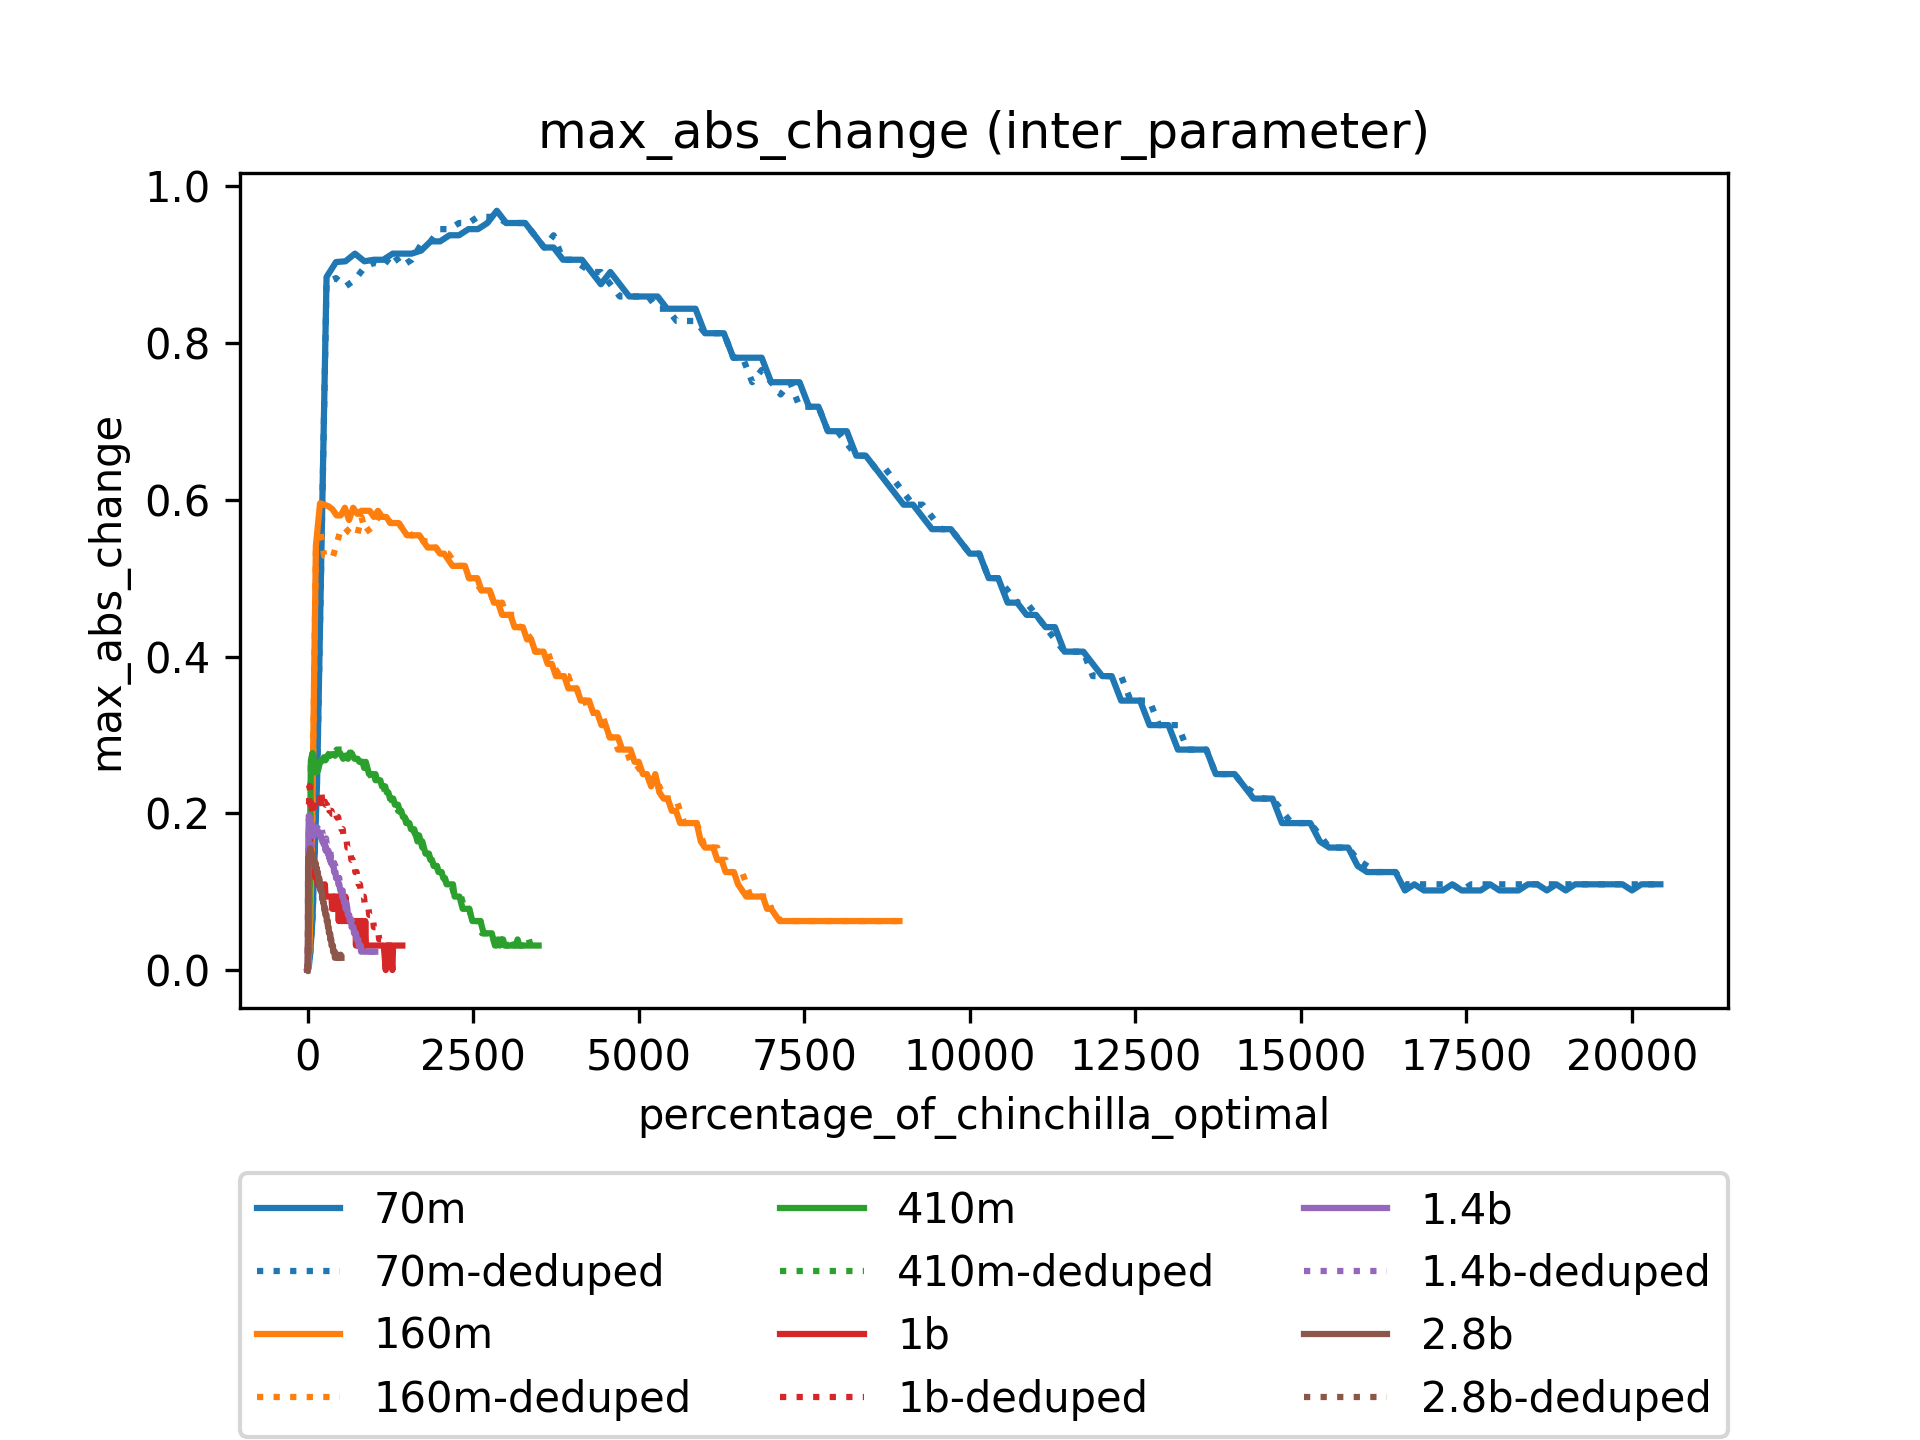 max_abs_change (inter_parameter)
1.0
0.8
0.6
0.4
0.2
0.0
max_abs_change
0 2500 5000 7500 10000 12500 15000 17500 20000
percentage_of_chinchilla_optimal
70m 410m 1.4b
70m-deduped 410m-deduped 1.4b-deduped
160m 1b 2.8b
160m-deduped 1b-deduped 2.8b-deduped